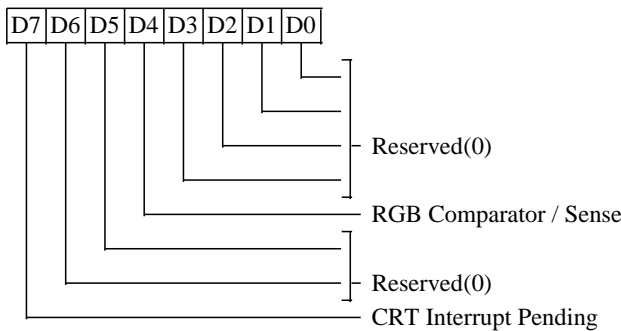 D7 D6 D5 D4 D3 D2 D1 D0
Reserved(0)
RGB Comparator / Sense
Reserved(0)
CRT Interrupt Pending